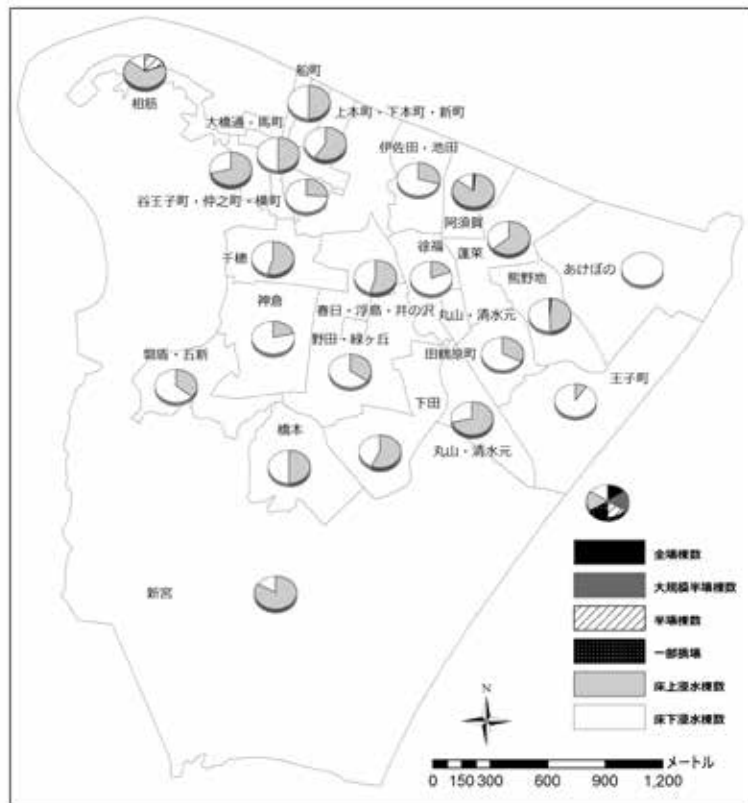 船町
相筋
上本町・下本町・新町
大橋通・馬町
伊佐田・池田
谷王子町・仲之町・横町
阿須賀
徐福
蓬莱
あけぼの
千穂
熊野地
神倉
春日・浮島・井の沢
丸山・清水元
野田・緑ヶ丘
磐盾・五新
田鶴原町
王子町
下田
橋本
丸山・清水元
新宮
全壊棟数
大規模半壊棟数
半壊棟数
一部損壊
床上浸水棟数
床下浸水棟数
N
メートル
0 150 300 600 900 1,200